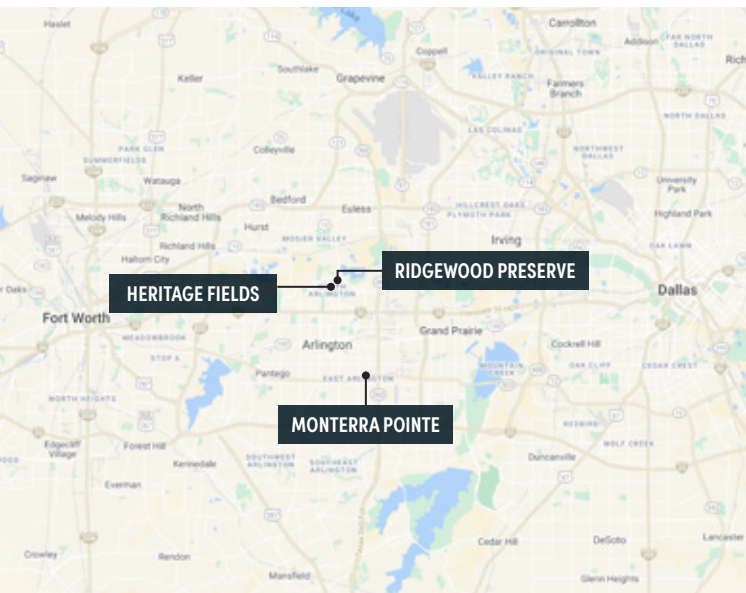 Haslet
Carrollton
Addison
FAR NORTH
DALLAS
Lake
Coppell
ORIGINAL TOWN
Rich
Southlake
Keller
Grapevine
VALLEY RANCH
Farmers
Branch
NORTH DALLAS
PARK GLEN
SUMMERFIELDS
Colleyville
LAS COLINAS
NORTHWEST
DALLAS
Saginaw
Watauga
University
Park
Bedford
Melody Hills
North
Richland Hills
Euless
HILLCREST OAKS
PLYMOUTH PARK
Highland Park
Hurst
MOSIER VALLEY
Irving
Richland Hills
OAK LAWN
Haltom City
RIDGEWOOD PRESERVE
HERITAGE FIELDS
ARLINGTON
Dallas
Fort Worth
MEADOWBROOK
Arlington
Grand Prairie
Cockrell Hill
STOP 6
Pantego
EAST ARLINGTON
MOUNTAIN
CREEK
OAK CLIFF
CEDAR CREST
WORTH HEIGHTS
MONTERRA POINTE
REDBIRD
Edgecliff
Village
Forest Hill
WOLF CREEK
Kennedale
SOUTHWEST
ARLINGTON
SOUTHEAST
ARLINGTON
Duncanville
Everman
Cedar Hill
DeSoto
Lancaster
Crowley
Rendon
Mansfield
Glenn Heights